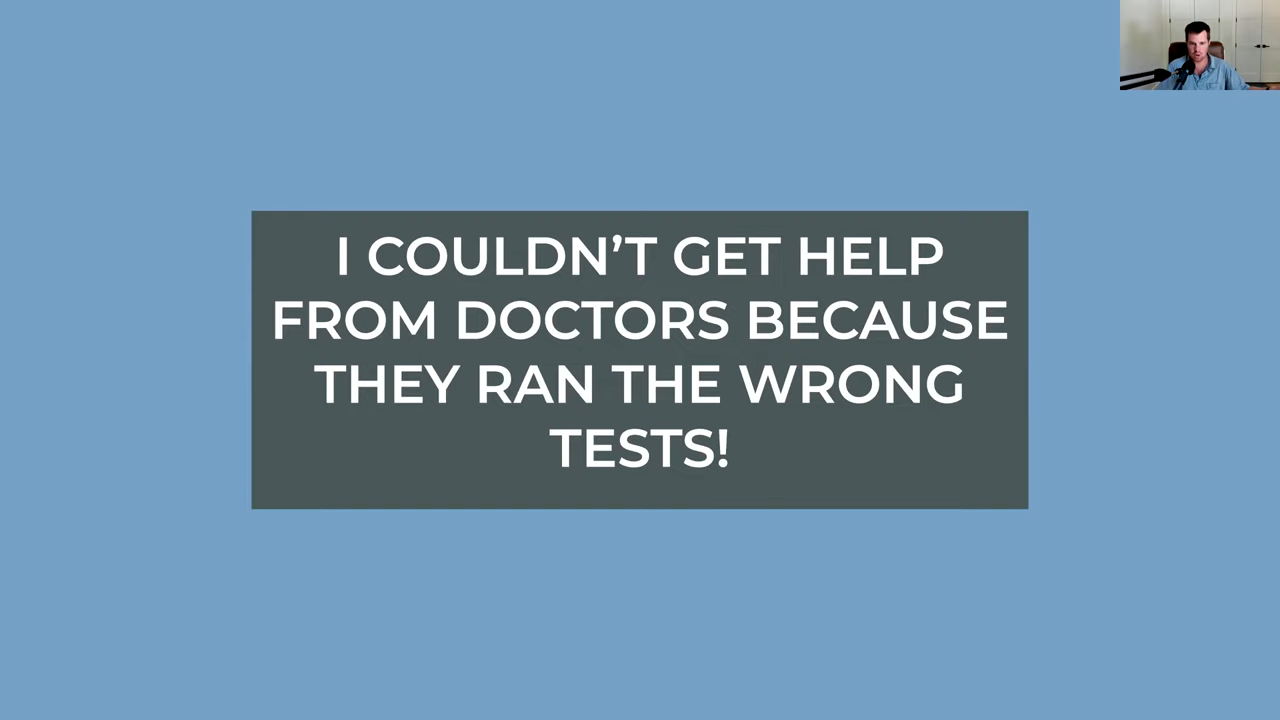 I COULDN’T GET HELP
FROM DOCTORS BECAUSE
THEY RAN THE WRONG
TESTS!